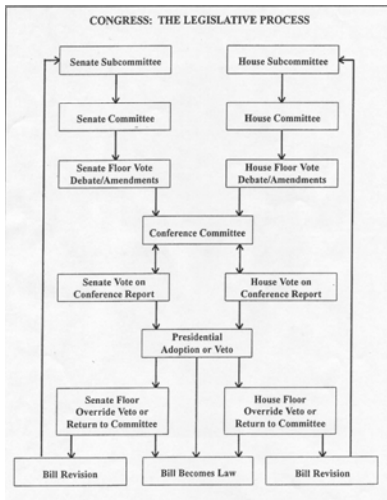 CONGRESS: THE LEGISLATIVE PROCESS
Senate Subcommittee
House Subcommittee
Senate Committee
House Committee
Senate Floor Vote
Debate/Amendments
House Floor Vote
Debate/Amendments
Conference Committee
Senate Vote on
Conference Report
House Vote on
Conference Report
Presidential
Adoption or Veto
Senate Floor
Override Veto or
Return to Committee
House Floor
Override Veto or
Return to Committee
Bill Revision
Bill Becomes Law
Bill Revision